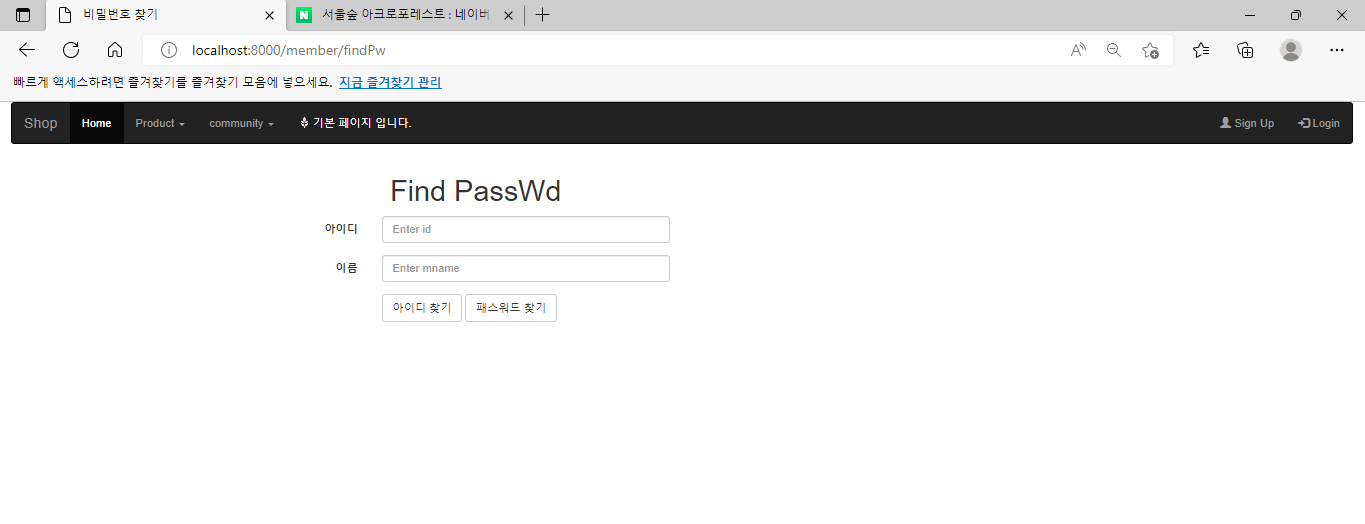 비밀번호 찾기
서울숲 아크로포레스트 : 네이버
localhost:8000/member/findPw
빠르게 액세스하려면 즐겨찾기를 즐겨찾기 모음에 넣으세요. 지금 즐겨찾기 관리
Shop Home Product community 기본 페이지 입니다. Sign Up Login
Find PassWd
아이디 Enter id
이름 Enter mname
아이디 찾기 패스워드 찾기